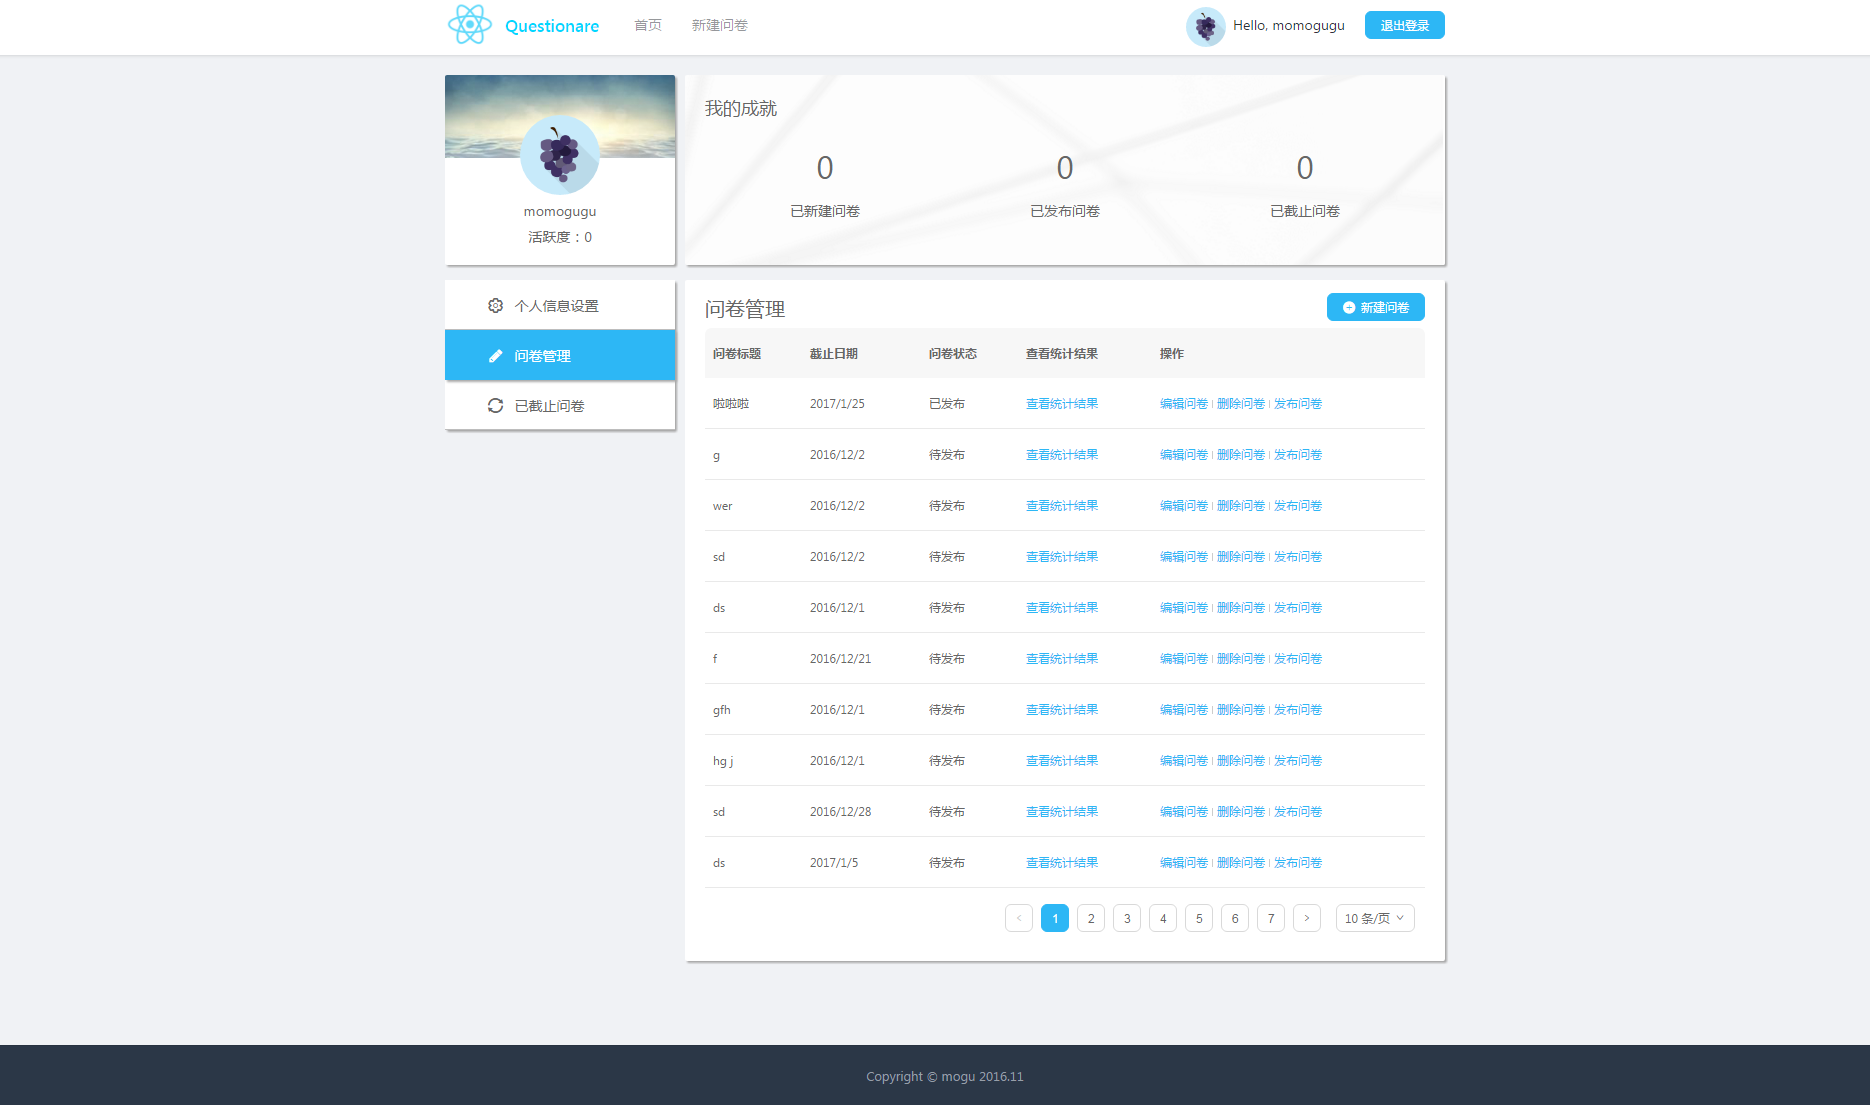 Questionare 首页 新建问卷 Hello, momogugu 退出登录
momogugu
活跃度：0
我的成就
0 0 0
已新建问卷 已发布问卷 已截止问卷
个人信息设置
问卷管理
已截止问卷
问卷管理 新建问卷
问卷标题 截止日期 问卷状态 查看统计结果 操作
啦啦啦 2017/1/25 已发布 查看统计结果 编辑问卷 | 删除问卷 | 发布问卷
g 2016/12/2 待发布 查看统计结果 编辑问卷 | 删除问卷 | 发布问卷
wer 2016/12/2 待发布 查看统计结果 编辑问卷 | 删除问卷 | 发布问卷
sd 2016/12/2 待发布 查看统计结果 编辑问卷 | 删除问卷 | 发布问卷
ds 2016/12/1 待发布 查看统计结果 编辑问卷 | 删除问卷 | 发布问卷
f 2016/12/21 待发布 查看统计结果 编辑问卷 | 删除问卷 | 发布问卷
gfh 2016/12/1 待发布 查看统计结果 编辑问卷 | 删除问卷 | 发布问卷
hg j 2016/12/1 待发布 查看统计结果 编辑问卷 | 删除问卷 | 发布问卷
sd 2016/12/28 待发布 查看统计结果 编辑问卷 | 删除问卷 | 发布问卷
ds 2017/1/5 待发布 查看统计结果 编辑问卷 | 删除问卷 | 发布问卷
< 1 2 3 4 5 6 7 > 10 条/页
Copyright © mogu 2016.11